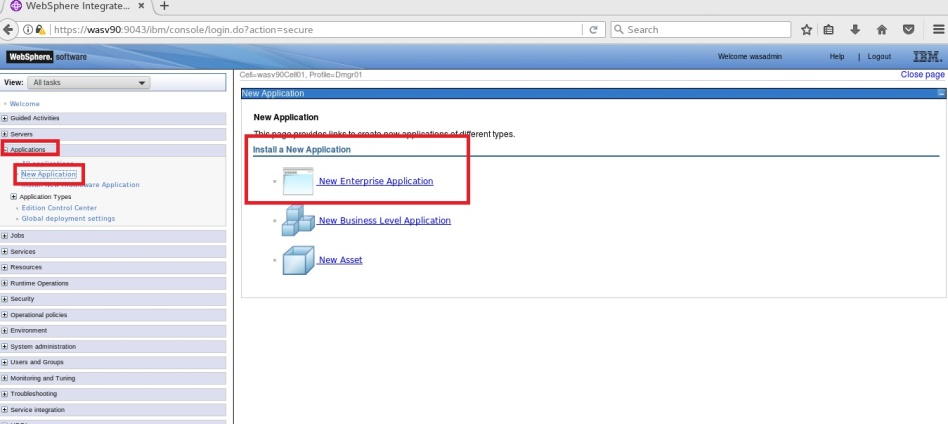 WebSphere Integrate...
https://wasv90:9043/ibm/console/login.do?action=secure
Search
WebSphere. software
Welcome wasadmin
Help | Logout
IBM.
View: All tasks
Cell=wasv90Cell01, Profile=Dmgr01
Close page
Welcome
Guided Activities
Servers
Applications
All applications
New Application
Install New Middleware Application
Application Types
Edition Control Center
Global deployment settings
Jobs
Services
Resources
Runtime Operations
Security
Operational policies
Environment
System administration
Users and Groups
Monitoring and Tuning
Troubleshooting
Service integration
New Application
New Application
This page provides links to create new applications of different types.
Install a New Application
New Enterprise Application
New Business Level Application
New Asset